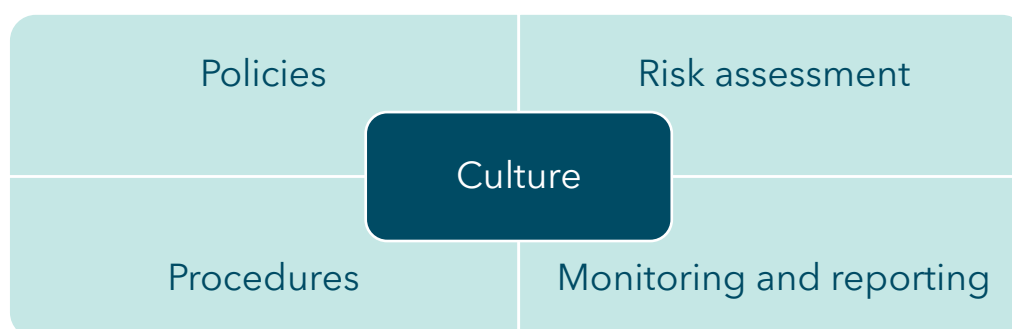 Policies
Risk assessment
Culture
Procedures
Monitoring and reporting